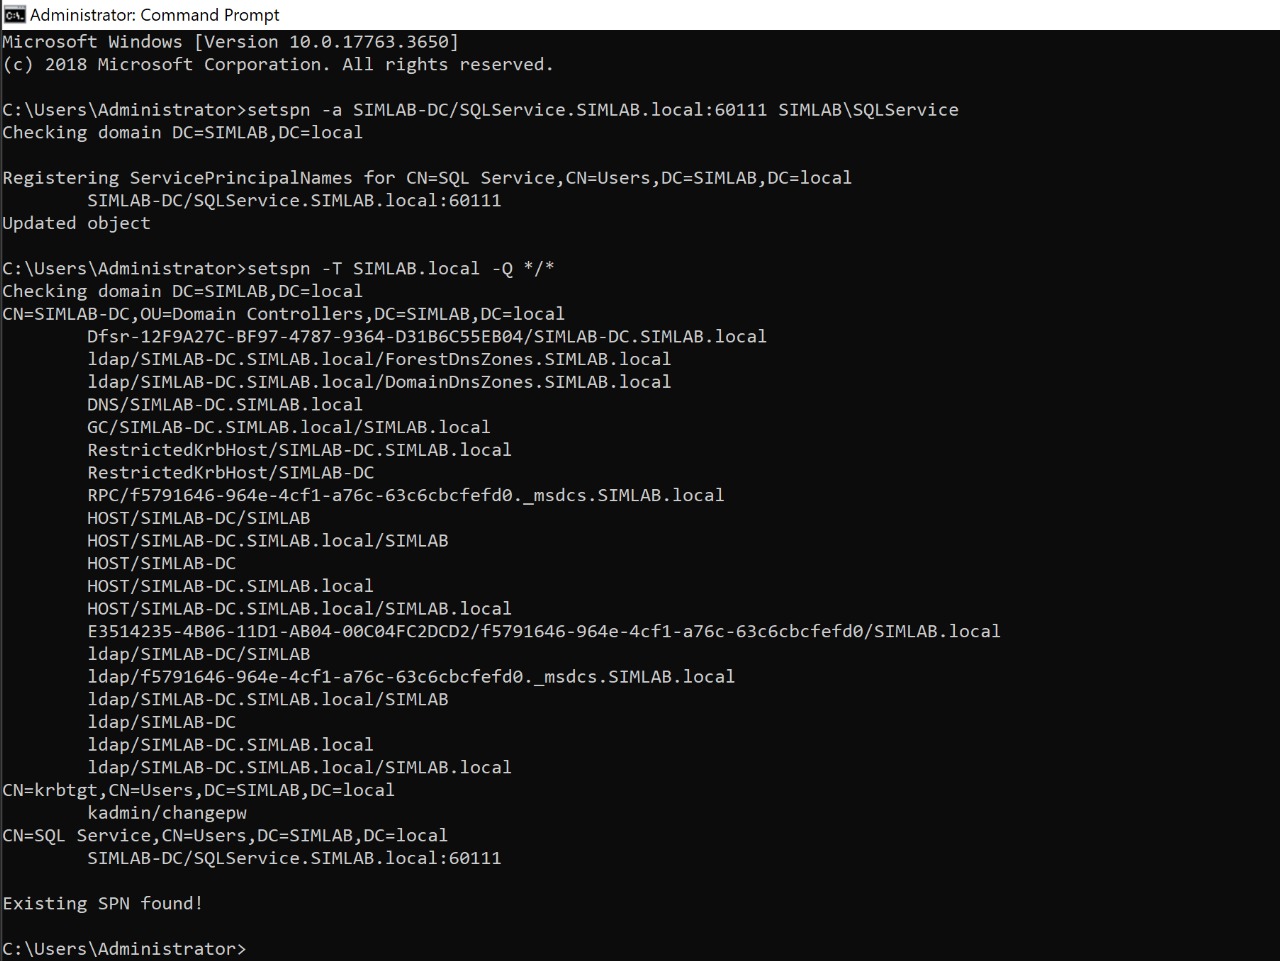 Administrator: Command Prompt
Microsoft Windows [Version 10.0.17763.3650]
(c) 2018 Microsoft Corporation. All rights reserved.
C:\Users\Administrator>setspn -a SIMLAB-DC/SQLService.SIMLAB.local:60111 SIMLAB\SQLService
Checking domain DC=SIMLAB,DC=local
Registering ServicePrincipalNames for CN=SQL Service,CN=Users,DC=SIMLAB,DC=local
SIMLAB-DC/SQLService.SIMLAB.local:60111
Updated object
C:\Users\Administrator>setspn -T SIMLAB.local -Q */*
Checking domain DC=SIMLAB,DC=local
CN=SIMLAB-DC,OU=Domain Controllers,DC=SIMLAB,DC=local
Dfsr-12F9A27C-BF97-4787-9364-D31B6C55EB04/SIMLAB-DC.SIMLAB.local
ldap/SIMLAB-DC.SIMLAB.local/ForestDnsZones.SIMLAB.local
ldap/SIMLAB-DC.SIMLAB.local/DomainDnsZones.SIMLAB.local
DNS/SIMLAB-DC.SIMLAB.local
GC/SIMLAB-DC.SIMLAB.local/SIMLAB.local
RestrictedKrbHost/SIMLAB-DC.SIMLAB.local
RestrictedKrbHost/SIMLAB-DC
RPC/f5791646-964e-4cf1-a76c-63c6cbcfefd0._msdcs.SIMLAB.local
HOST/SIMLAB-DC/SIMLAB
HOST/SIMLAB-DC.SIMLAB.local/SIMLAB
HOST/SIMLAB-DC
HOST/SIMLAB-DC.SIMLAB.local
HOST/SIMLAB-DC.SIMLAB.local/SIMLAB.local
E3514235-4B06-11D1-AB04-00C04FC2DCD2/f5791646-964e-4cf1-a76c-63c6cbcfefd0/SIMLAB.local
ldap/SIMLAB-DC/SIMLAB
ldap/f5791646-964e-4cf1-a76c-63c6cbcfefd0._msdcs.SIMLAB.local
ldap/SIMLAB-DC.SIMLAB.local/SIMLAB
ldap/SIMLAB-DC
ldap/SIMLAB-DC.SIMLAB.local
ldap/SIMLAB-DC.SIMLAB.local/SIMLAB.local
CN=krbtgt,CN=Users,DC=SIMLAB,DC=local
kadmin/changepw
CN=SQL Service,CN=Users,DC=SIMLAB,DC=local
SIMLAB-DC/SQLService.SIMLAB.local:60111
Existing SPN found!
C:\Users\Administrator>